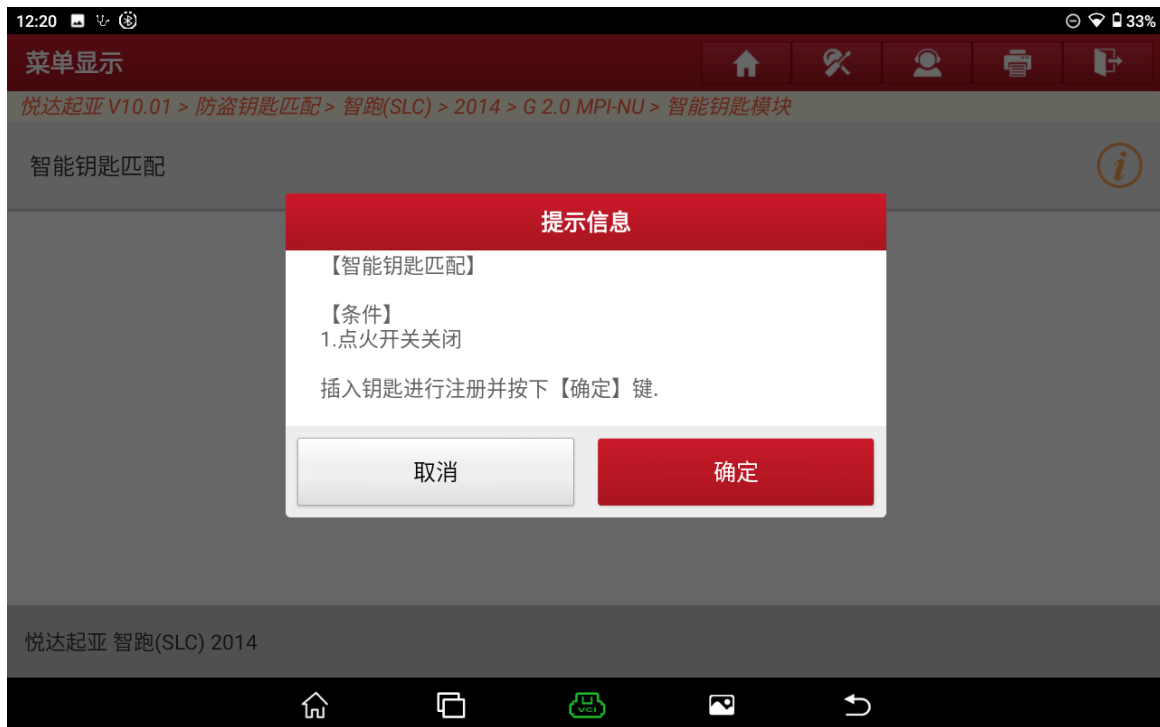 12:20
33%
菜单显示
悦达起亚 V10.01 > 防盗钥匙匹配 > 智跑(SLC) > 2014 > G 2.0 MPI-NU > 智能钥匙模块
智能钥匙匹配
i
提示信息
【智能钥匙匹配】
【条件】
1.点火开关关闭
插入钥匙进行注册并按下【确定】键.
取消
确定
悦达起亚 智跑(SLC) 2014
VCI